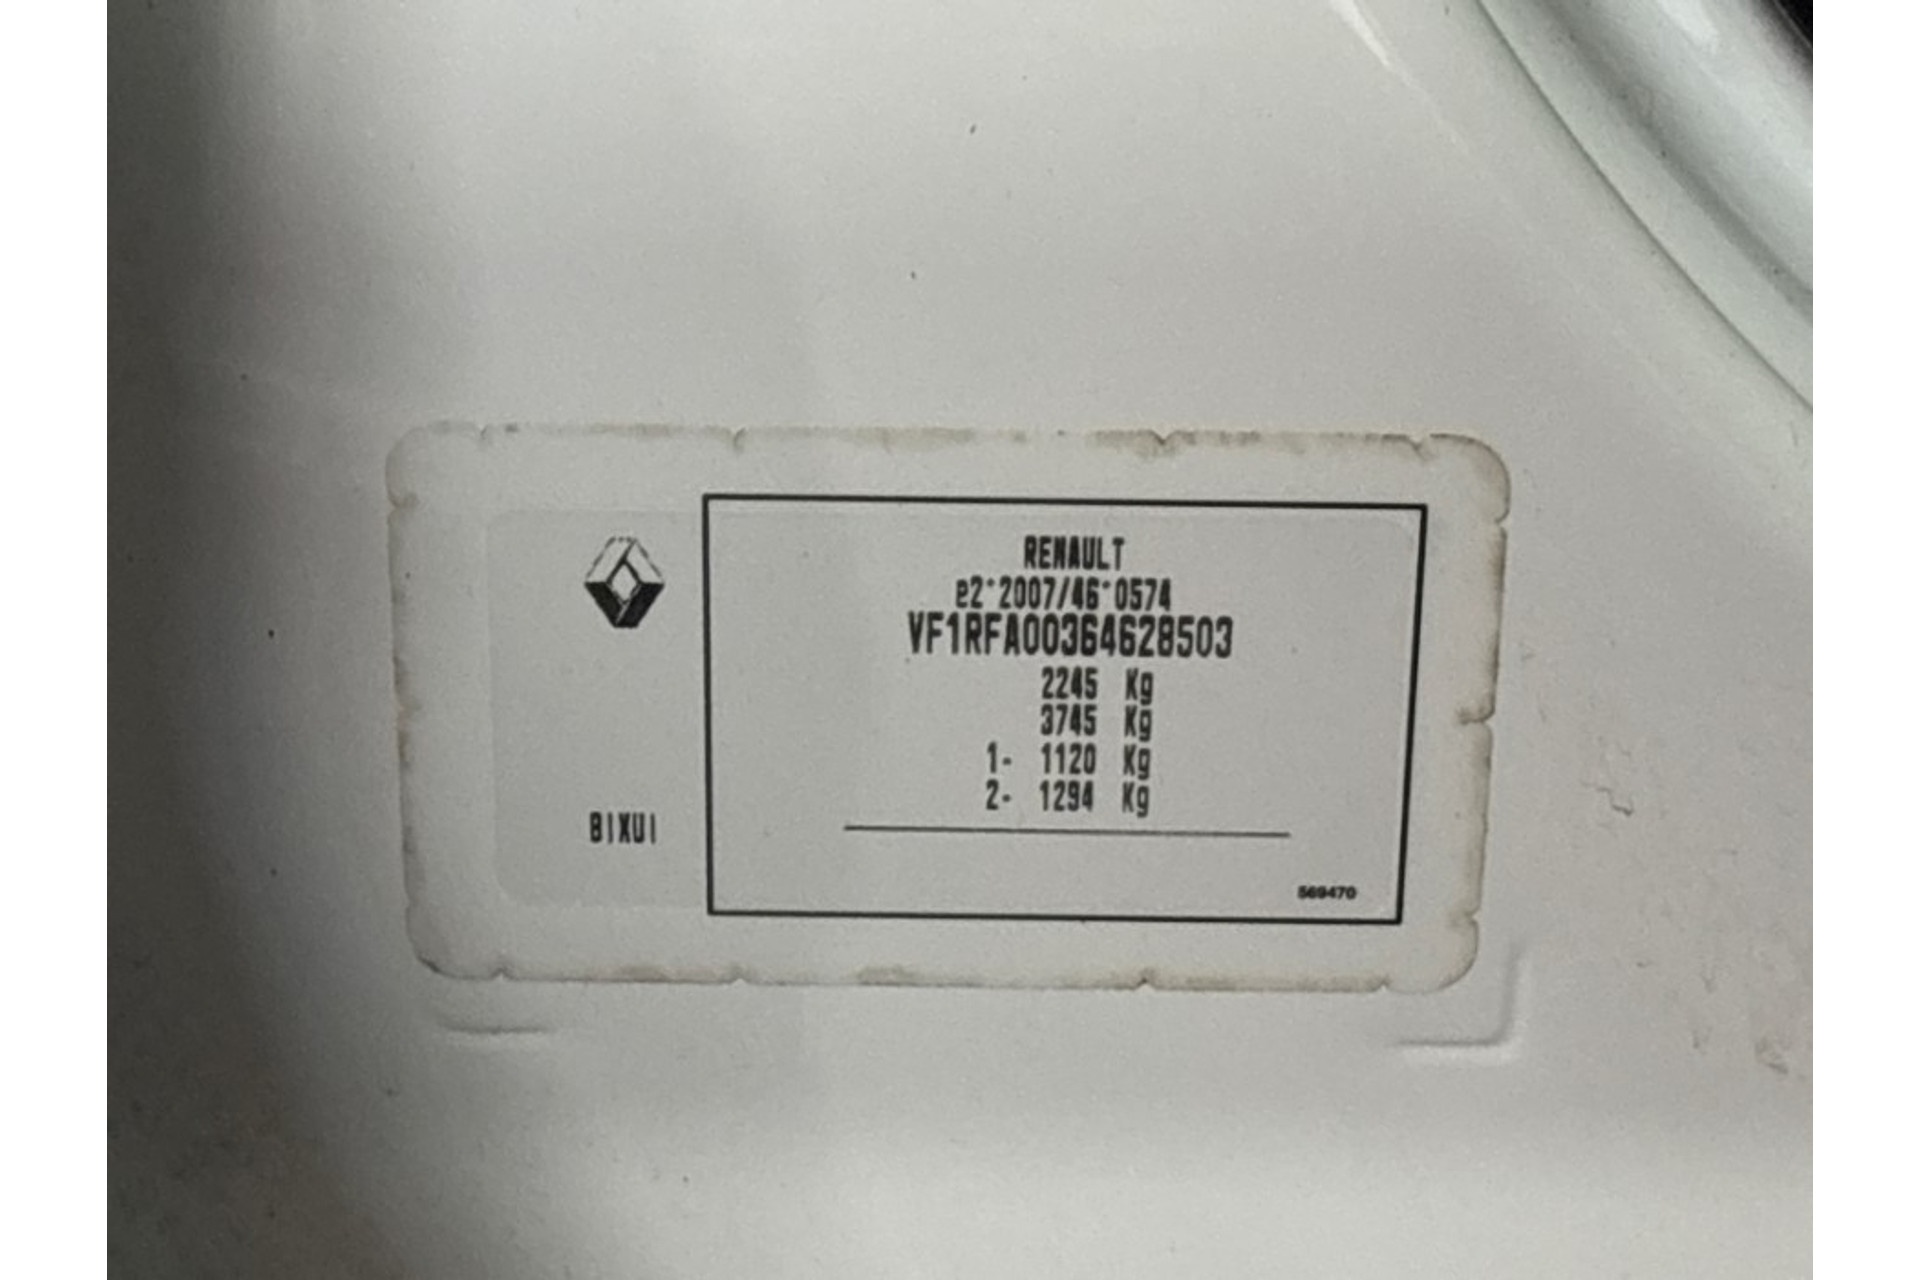 RENAULT
e2*2007/46*0574
VF1RFA00364628503
2245 Kg
3745 Kg
1- 1120 Kg
2- 1294 Kg
BIXUI
569470